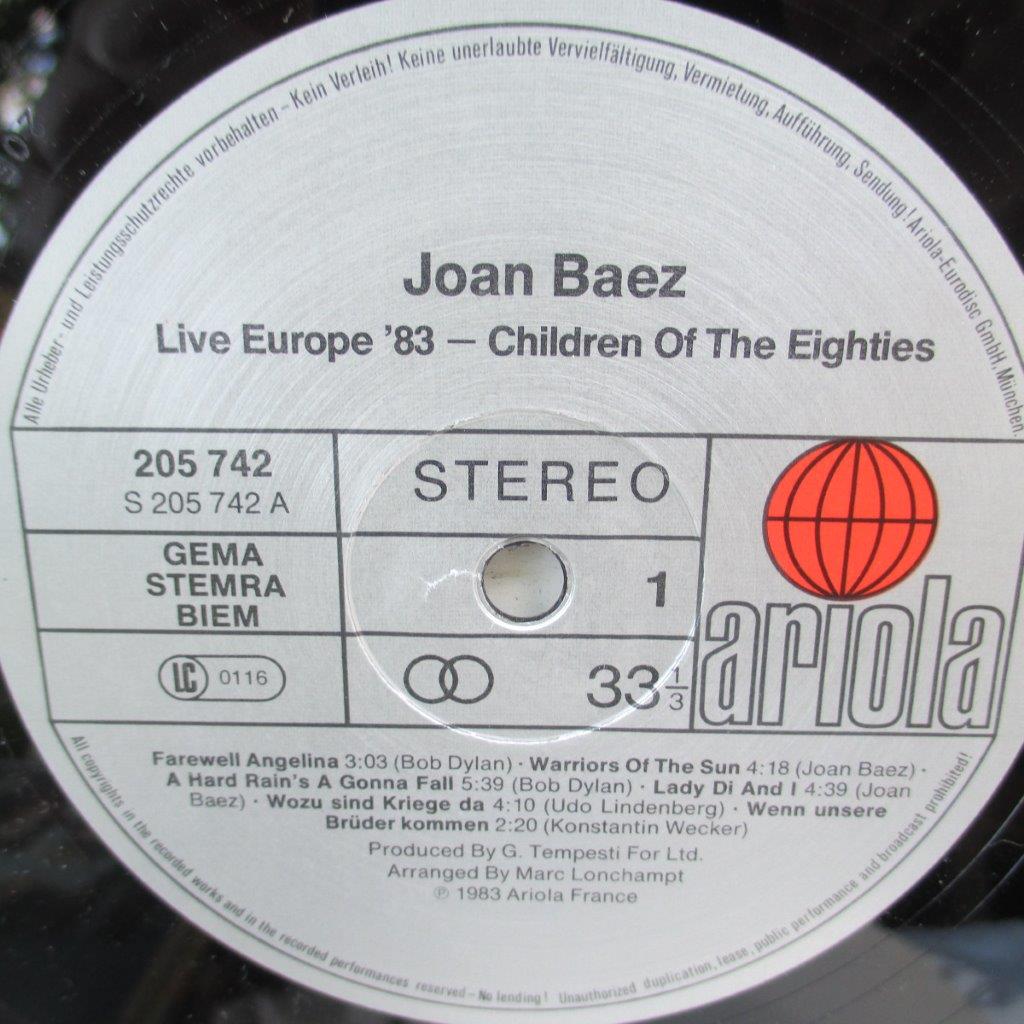 Alle Urheber- und Leistungsschutzrechte vorbehalten – Kein Verleih! Keine unerlaubte Vervielfältigung, Vermietung, Aufführung, Sendung! Ariola-Eurodisc GmbH, München.
Joan Baez
Live Europe '83 — Children Of The Eighties
205 742
S 205 742 A
STEREO
GEMA
STEMRA
BIEM
1
LC 0116
33 1/3
ariola
Farewell Angelina 3:03 (Bob Dylan) · Warriors Of The Sun 4:18 (Joan Baez) ·
A Hard Rain's A Gonna Fall 5:39 (Bob Dylan) · Lady Di And I 4:39 (Joan
Baez) · Wozu sind Kriege da 4:10 (Udo Lindenberg) · Wenn unsere
Brüder kommen 2:20 (Konstantin Wecker)
Produced By G. Tempesti For Ltd.
Arranged By Marc Lonchampt
℗ 1983 Ariola France
All copyrights in the recorded works and in the recorded performances reserved – No lending! Unauthorized duplication, lease, public performance and broadcast prohibited!